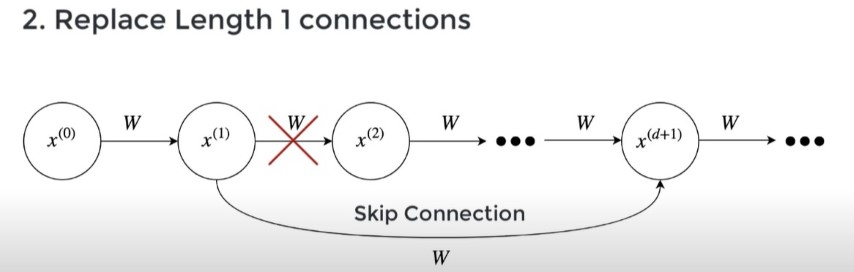 2. Replace Length 1 connections
W W W W W
x^(0) x^(1) x^(2) ••• x^(d+1) •••
Skip Connection
W